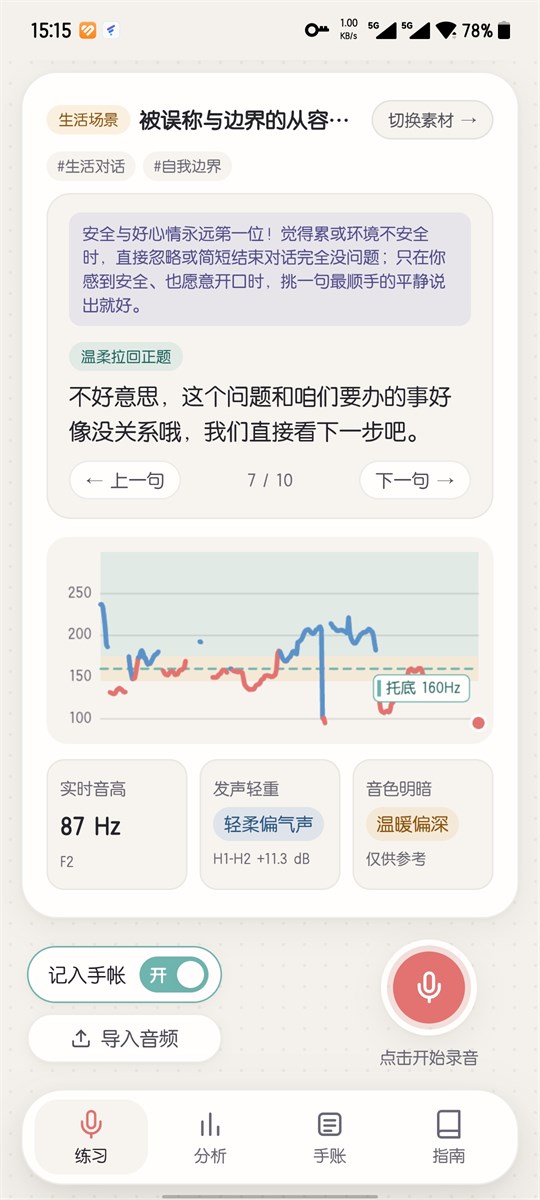 15:15
1.00
KB/s
5G
5G
78%
生活场景 被误称与边界的从容… 切换素材 →
#生活对话 #自我边界
安全与好心情永远第一位！觉得累或环境不安全
时，直接忽略或简短结束对话完全没问题；只在你
感到安全、也愿意开口时，挑一句最顺手的平静说
出就好。
温柔拉回正题
不好意思，这个问题和咱们要办的事好
像没关系哦，我们直接看下一步吧。
← 上一句 7 / 10 下一句 →
250
200
150
100
托底 160Hz
实时音高
87 Hz
F2
发声轻重
轻柔偏气声
H1-H2 +11.3 dB
音色明暗
温暖偏深
仅供参考
记入手帐 开
导入音频
点击开始录音
练习 分析 手账 指南